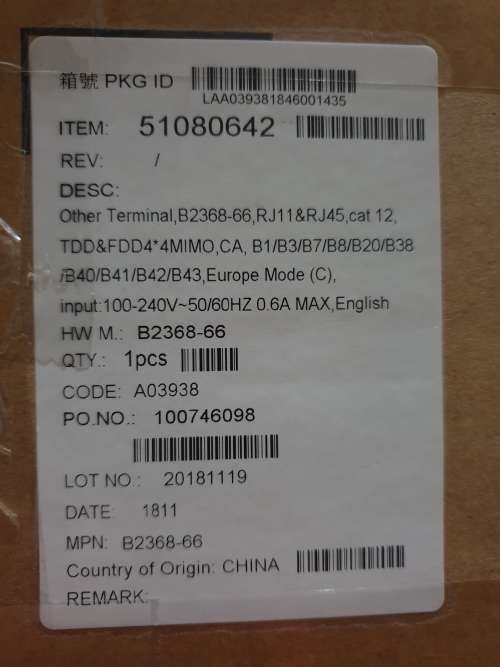 箱號 PKG ID
LAA039381846001435
ITEM: 51080642
REV: /
DESC:
Other Terminal,B2368-66,RJ11&RJ45,cat 12,
TDD&FDD4*4MIMO,CA, B1/B3/B7/B8/B20/B38
/B40/B41/B42/B43,Europe Mode (C),
input:100-240V~50/60HZ 0.6A MAX,English
HW M.: B2368-66
QTY.: 1pcs
CODE: A03938
PO.NO.: 100746098
LOT NO.: 20181119
DATE: 1811
MPN: B2368-66
Country of Origin: CHINA
REMARK: